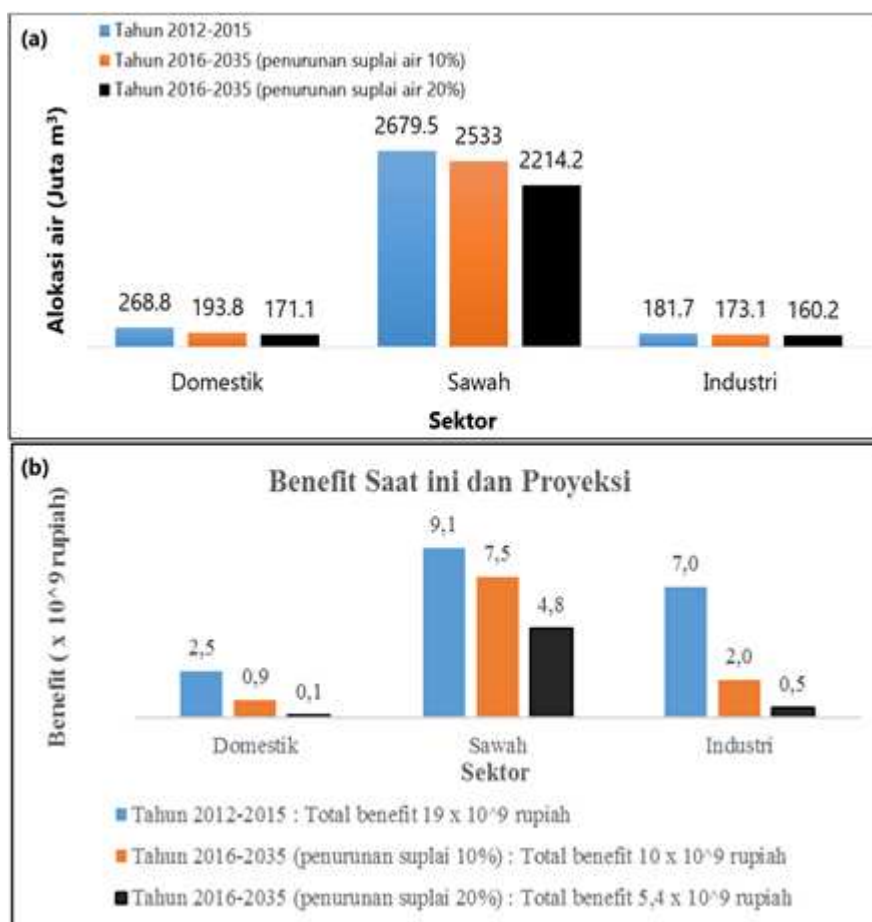 (a)
Tahun 2012-2015
Tahun 2016-2035 (penurunan suplai air 10%)
Tahun 2016-2035 (penurunan suplai air 20%)
Alokasi air (Juta m³)
268.8 193.8 171.1
2679.5 2533 2214.2
181.7 173.1 160.2
Domestik Sawah Industri
Sektor
(b)
Benefit Saat ini dan Proyeksi
Benefit ( x 10^9 rupiah)
2,5 0,9 0,1
9,1 7,5 4,8
7,0 2,0 0,5
Domestik Sawah Industri
Sektor
Tahun 2012-2015 : Total benefit 19 x 10^9 rupiah
Tahun 2016-2035 (penurunan suplai 10%) : Total benefit 10 x 10^9 rupiah
Tahun 2016-2035 (penurunan suplai 20%) : Total benefit 5,4 x 10^9 rupiah